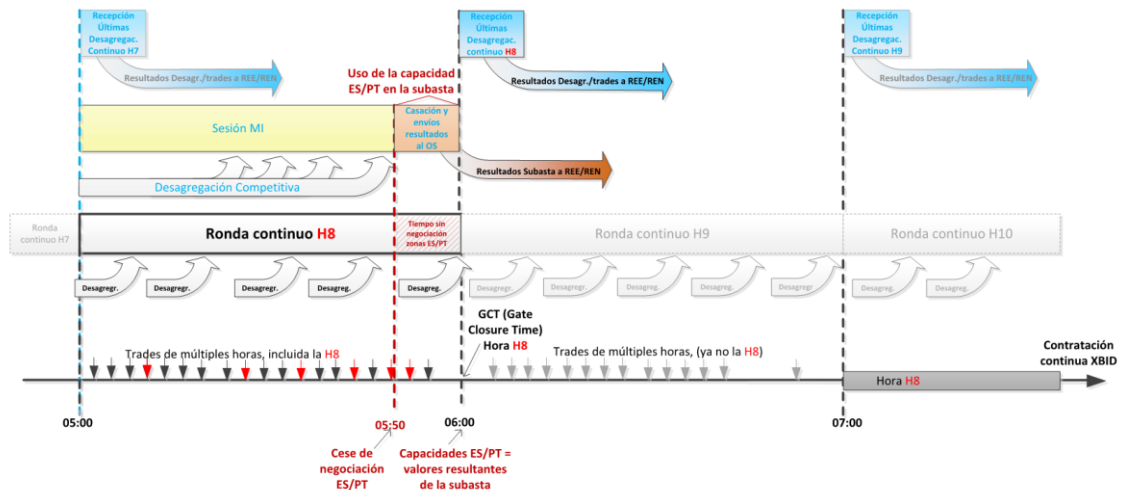 Recepción
Últimas
Desagregac.
Continuo H7
Resultados Desagr./trades a REE/REN
Uso de la capacidad
ES/PT en la subasta
Recepción
Últimas
Desagregac.
continuo H8
Resultados Desagr./trades a REE/REN
Recepción
Últimas
Desagregac.
Continuo H9
Resultados Desagr./trades a REE/REN
Sesión MI
Casación y
envíos
resultados
al OS
Resultados Subasta a REE/REN
Desagregación Competitiva
Ronda
continuo H7
Ronda continuo H8
Tiempo sin
negociación
zonas ES/PT
Ronda continuo H9
Ronda continuo H10
Desagregr.
Desagregr.
Desagregr.
Desagregr.
Desagreg.
Desagregr.
Desagregr.
Desagregr.
Desagregr.
Desagregr
Desagregr.
Desagregr.
GCT (Gate
Closure Time)
Hora H8
Trades de múltiples horas, incluida la H8
Trades de múltiples horas, (ya no la H8)
Contratación
continua XBID
Hora H8
05:00
05:50
06:00
07:00
Cese de
negociación
ES/PT
Capacidades ES/PT =
valores resultantes
de la subasta